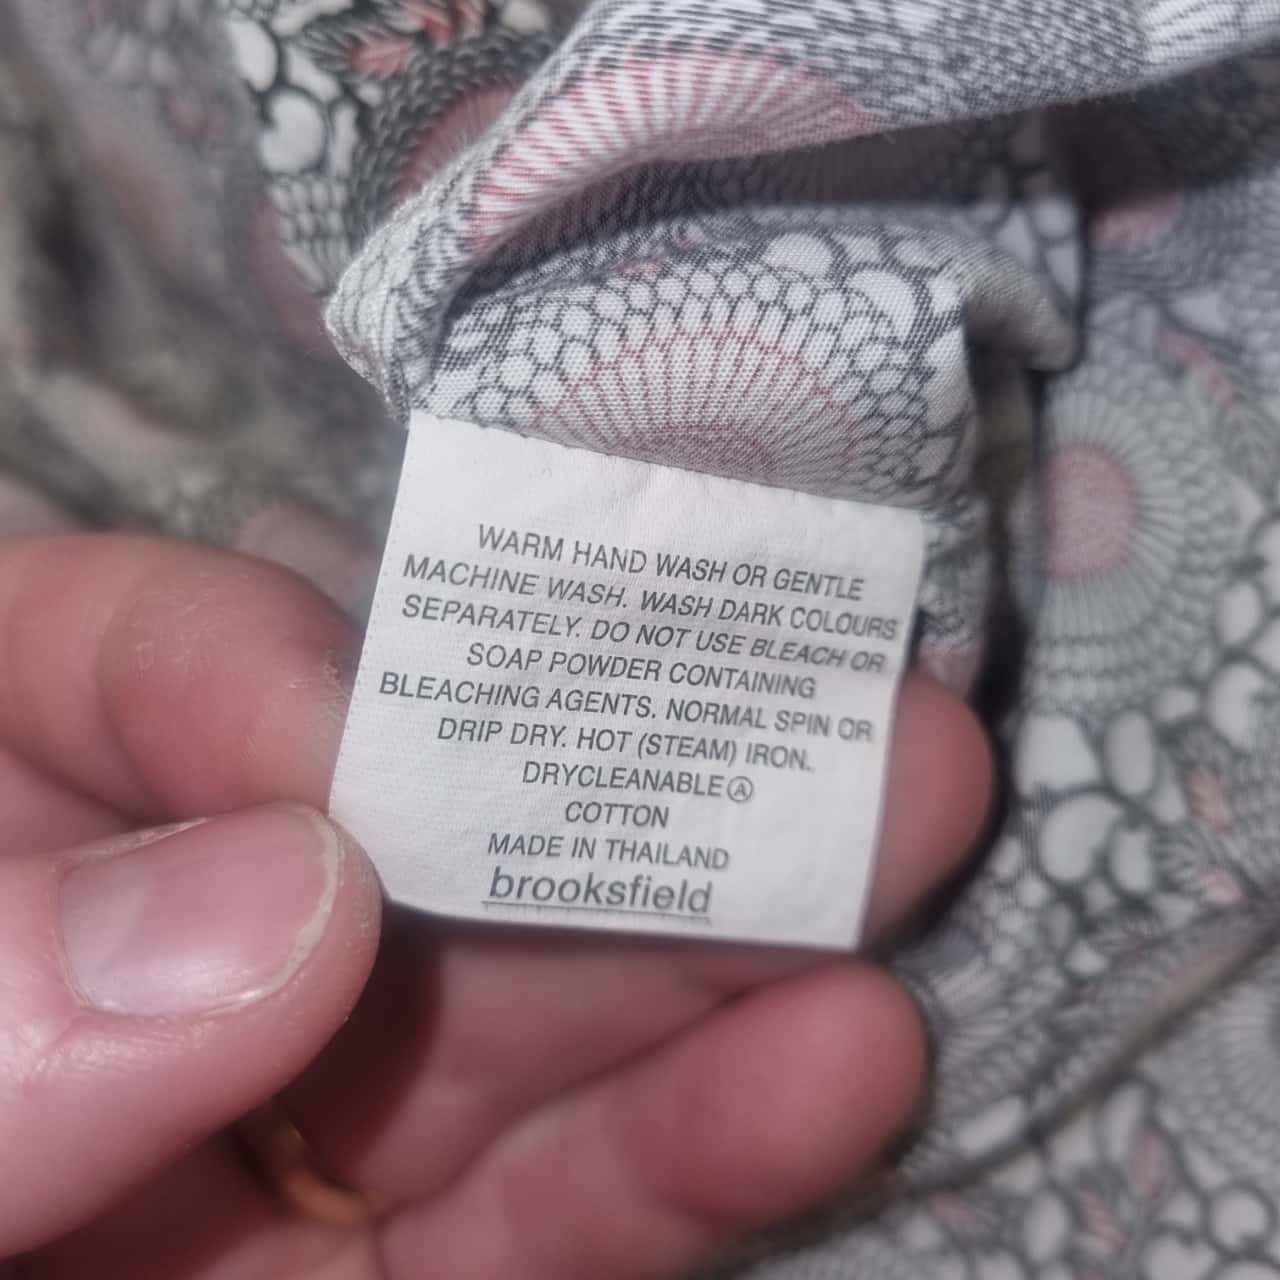 WARM HAND WASH OR GENTLE
MACHINE WASH. WASH DARK COLOURS
SEPARATELY. DO NOT USE BLEACH OR
SOAP POWDER CONTAINING
BLEACHING AGENTS. NORMAL SPIN OR
DRIP DRY. HOT (STEAM) IRON.
DRYCLEANABLE Ⓐ
COTTON
MADE IN THAILAND
brooksfield